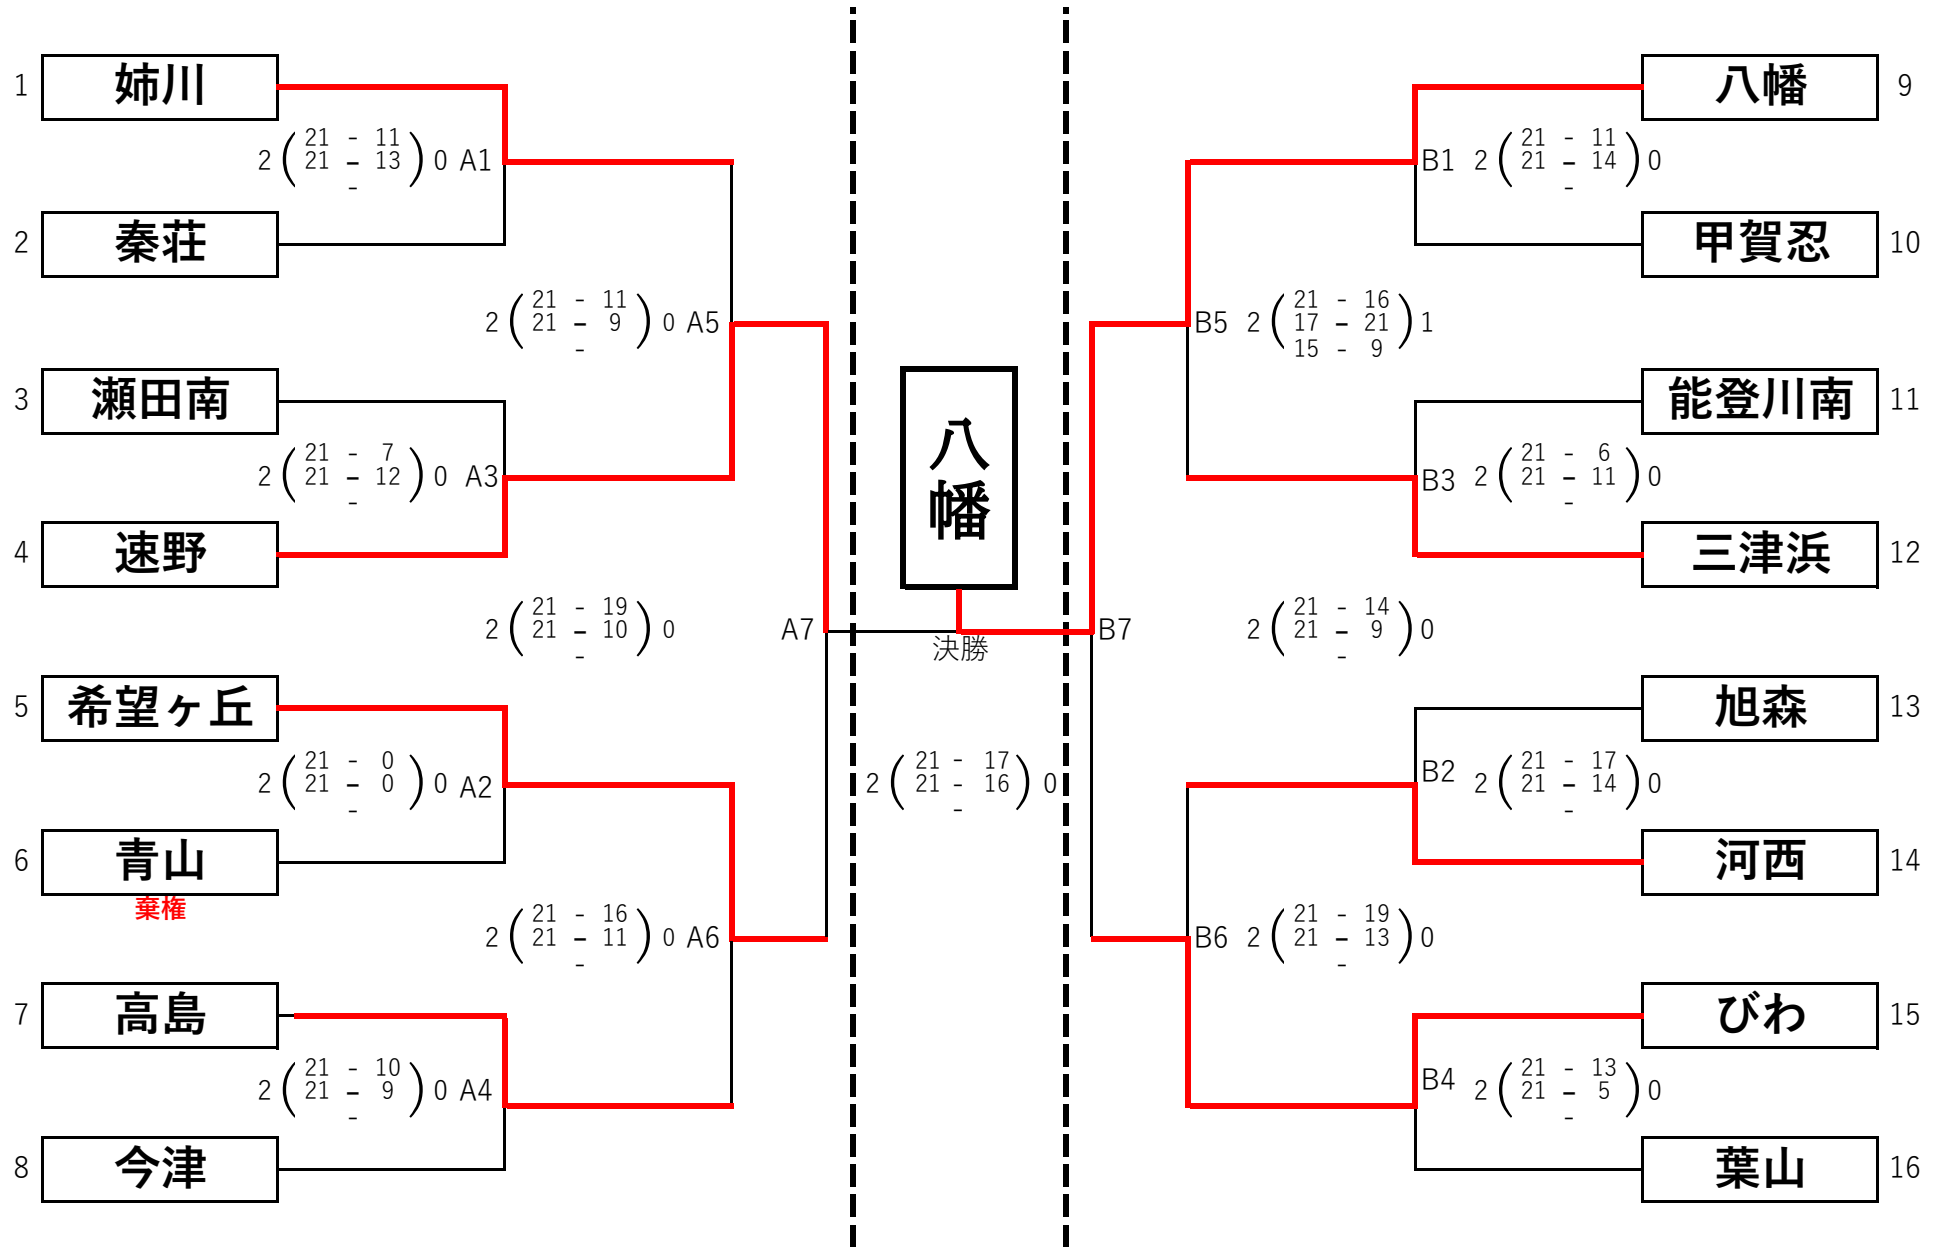 1 姉川
21 - 11
2 ( 21 - 13 ) 0 A1
-
2 秦荘
21 - 11
2 ( 21 - 9 ) 0 A5
-
3 瀬田南
21 - 7
2 ( 21 - 12 ) 0 A3
-
4 速野
21 - 19
2 ( 21 - 10 ) 0 A7
-
5 希望ヶ丘
21 - 0
2 ( 21 - 0 ) 0 A2
-
6 青山
棄権
21 - 16
2 ( 21 - 11 ) 0 A6
-
7 高島
21 - 10
2 ( 21 - 9 ) 0 A4
-
8 今津
八幡
決勝
21 - 17
2 ( 21 - 16 ) 0
-
八幡 9
21 - 11
B1 2 ( 21 - 14 ) 0
-
甲賀忍 10
21 - 16
B5 2 ( 17 - 21 ) 1
15 - 9
能登川南 11
21 - 6
B3 2 ( 21 - 11 ) 0
-
三津浜 12
21 - 14
B7 2 ( 21 - 9 ) 0
-
旭森 13
21 - 17
B2 2 ( 21 - 14 ) 0
-
河西 14
21 - 19
B6 2 ( 21 - 13 ) 0
-
びわ 15
21 - 13
B4 2 ( 21 - 5 ) 0
-
葉山 16